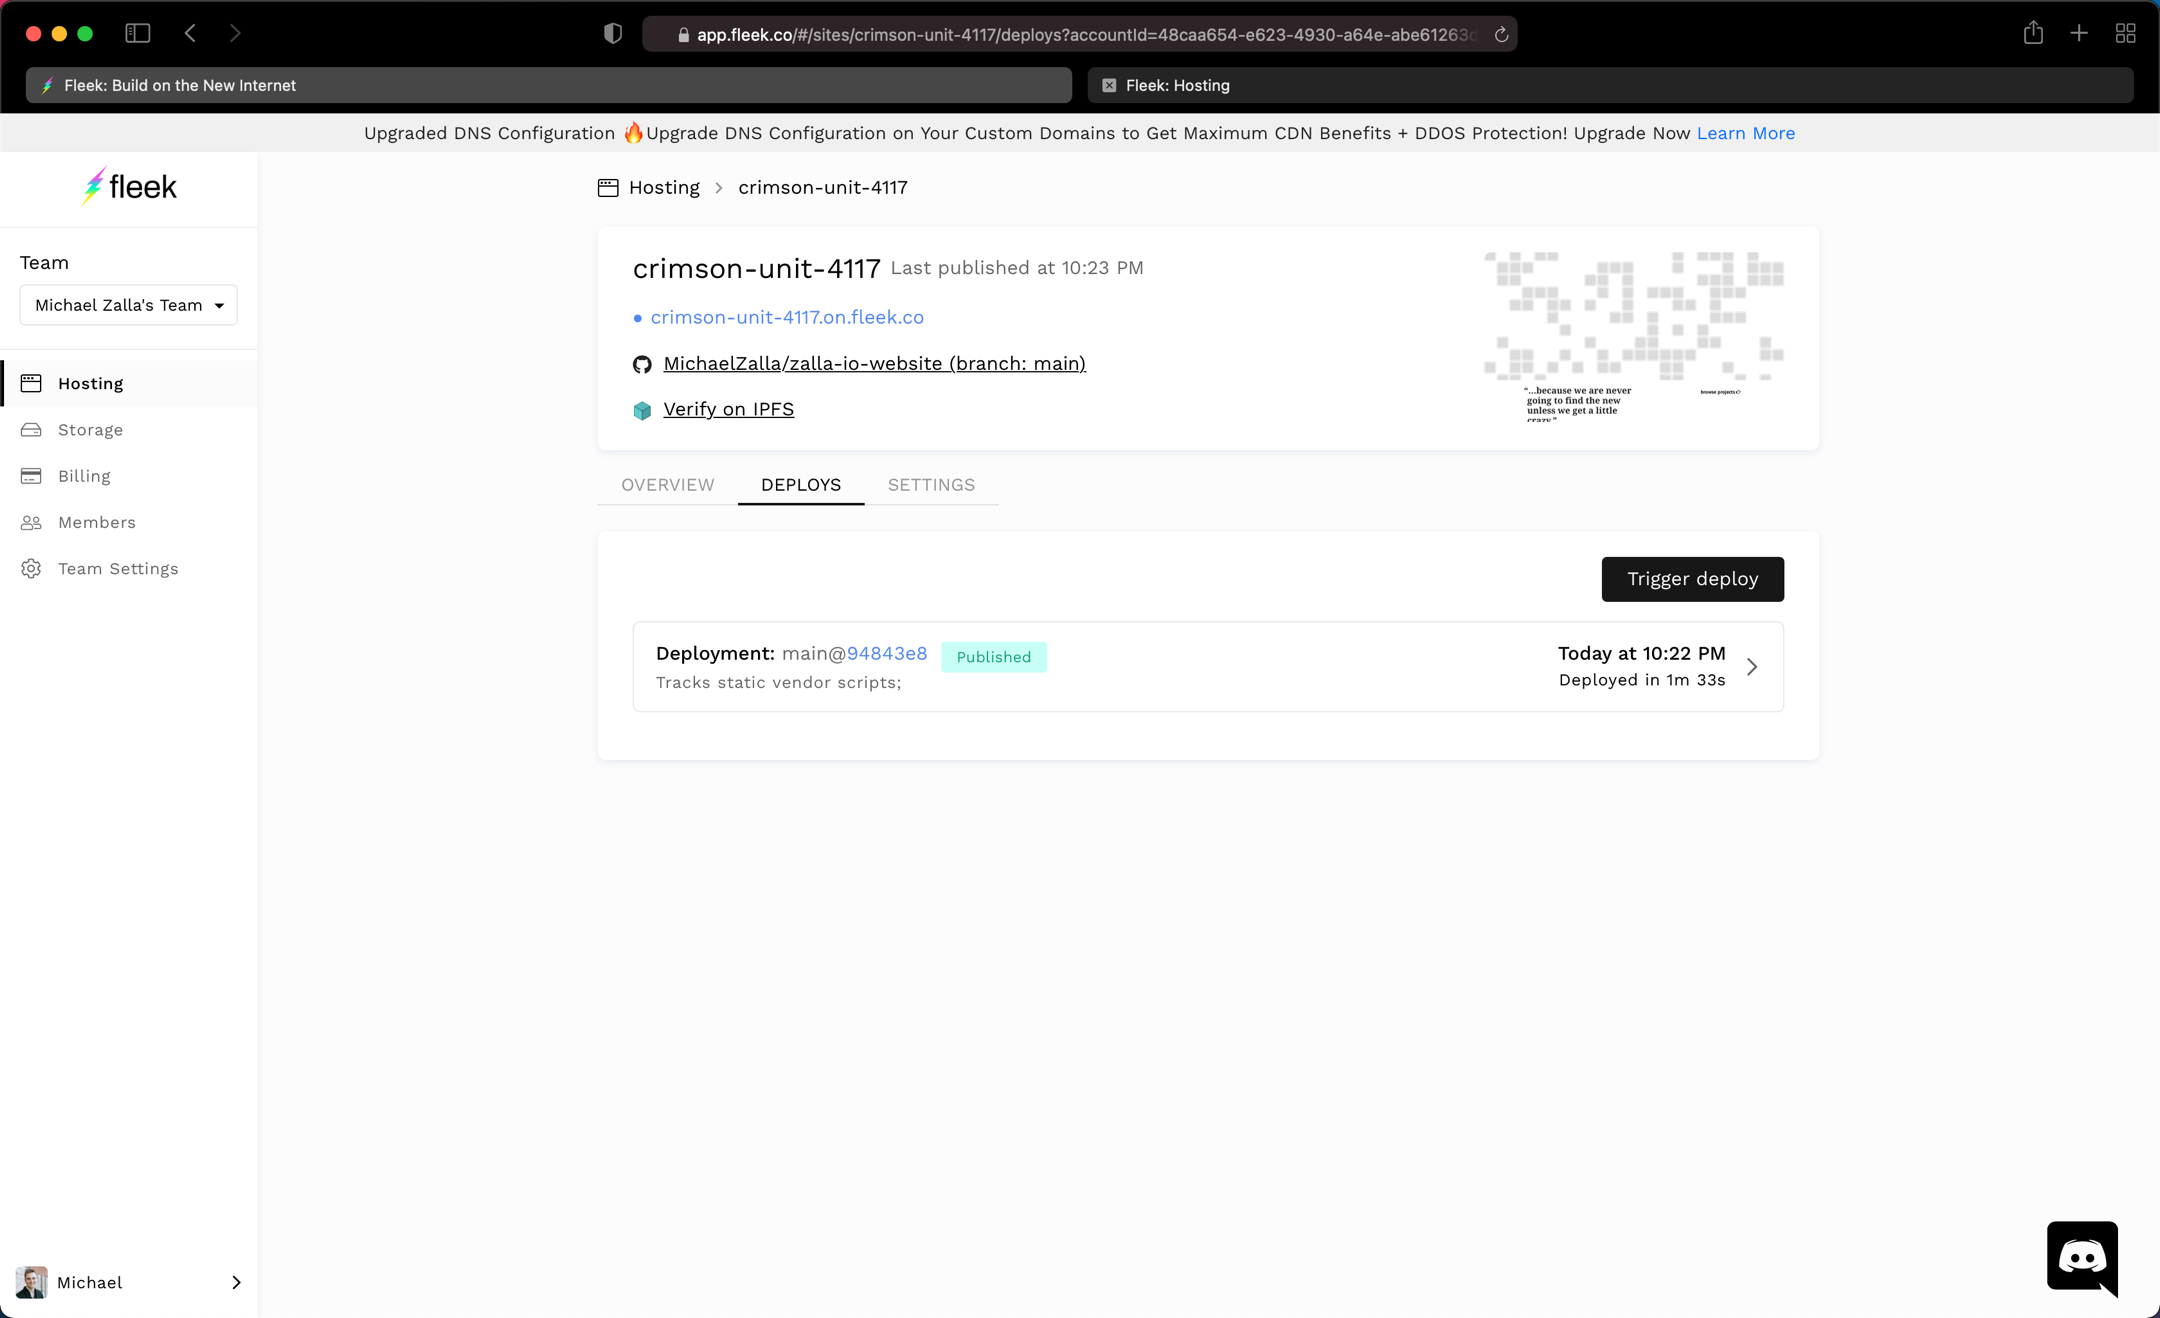 app.fleek.co/#/sites/crimson-unit-4117/deploys?accountId=48caa654-e623-4930-a64e-abe61263d
Fleek: Build on the New Internet
Fleek: Hosting
Upgraded DNS Configuration 🔥Upgrade DNS Configuration on Your Custom Domains to Get Maximum CDN Benefits + DDOS Protection! Upgrade Now Learn More
fleek
Team
Michael Zalla's Team
Hosting
Storage
Billing
Members
Team Settings
Michael
Hosting > crimson-unit-4117
crimson-unit-4117 Last published at 10:23 PM
crimson-unit-4117.on.fleek.co
MichaelZalla/zalla-io-website (branch: main)
Verify on IPFS
“...because we are never
going to find the new
unless we get a little
crazy.”
browse projects
OVERVIEW DEPLOYS SETTINGS
Trigger deploy
Deployment: main@94843e8 Published
Tracks static vendor scripts;
Today at 10:22 PM
Deployed in 1m 33s